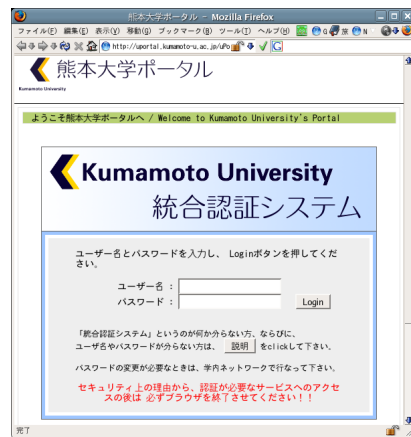 熊本大学ポータル - Mozilla Firefox
ファイル(F) 編集(E) 表示(V) 移動(G) ブックマーク(B) ツール(T) ヘルプ(H)
http://uportal.kumamoto-u.ac.jp/uPo
熊本大学ポータル
Kumamoto University
ようこそ熊本大学ポータルへ / Welcome to Kumamoto University's Portal
Kumamoto University
統合認証システム
ユーザー名とパスワードを入力し、 Loginボタンを押してくだ
さい。
ユーザー名 :
パスワード :
Login
「統合認証システム」というのが何か分らない方、ならびに、
ユーザ名やパスワードが分らない方は、 説明 をclickして下さい。
パスワードの変更が必要なときは、学内ネットワークで行なって下さい。
セキュリティ上の理由から、認証が必要なサービスへのアクセ
スの後は 必ずブラウザを終了させてください！！
完了